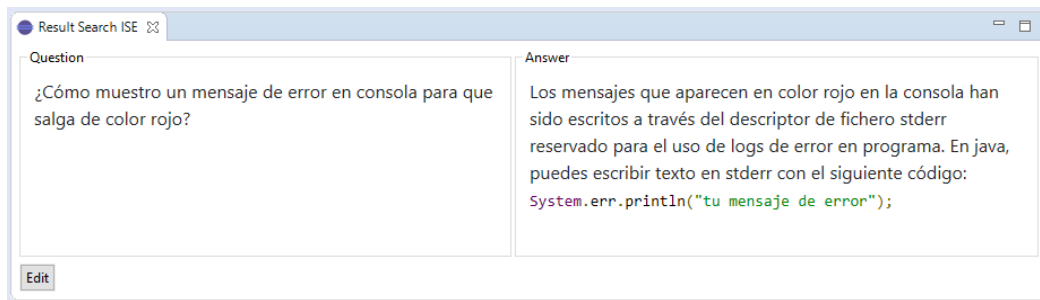 Result Search ISE
Question
¿Cómo muestro un mensaje de error en consola para que
salga de color rojo?
Answer
Los mensajes que aparecen en color rojo en la consola han
sido escritos a través del descriptor de fichero stderr
reservado para el uso de logs de error en programa. En java,
puedes escribir texto en stderr con el siguiente código:
System.err.println("tu mensaje de error");
Edit